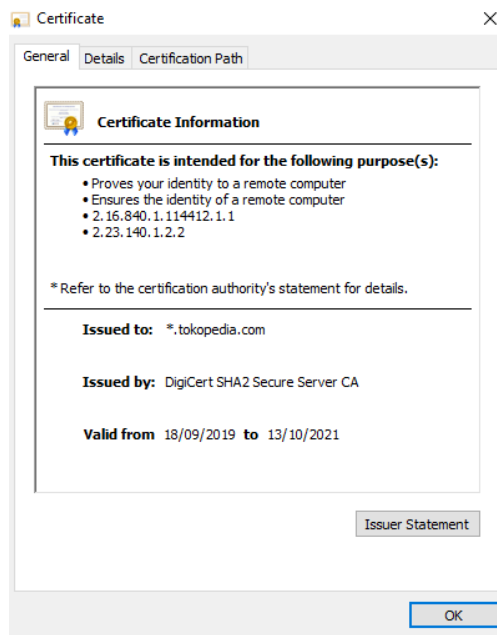 Certificate
General Details Certification Path
Certificate Information
This certificate is intended for the following purpose(s):
• Proves your identity to a remote computer
• Ensures the identity of a remote computer
• 2.16.840.1.114412.1.1
• 2.23.140.1.2.2
* Refer to the certification authority's statement for details.
Issued to: *.tokopedia.com
Issued by: DigiCert SHA2 Secure Server CA
Valid from 18/09/2019 to 13/10/2021
Issuer Statement
OK